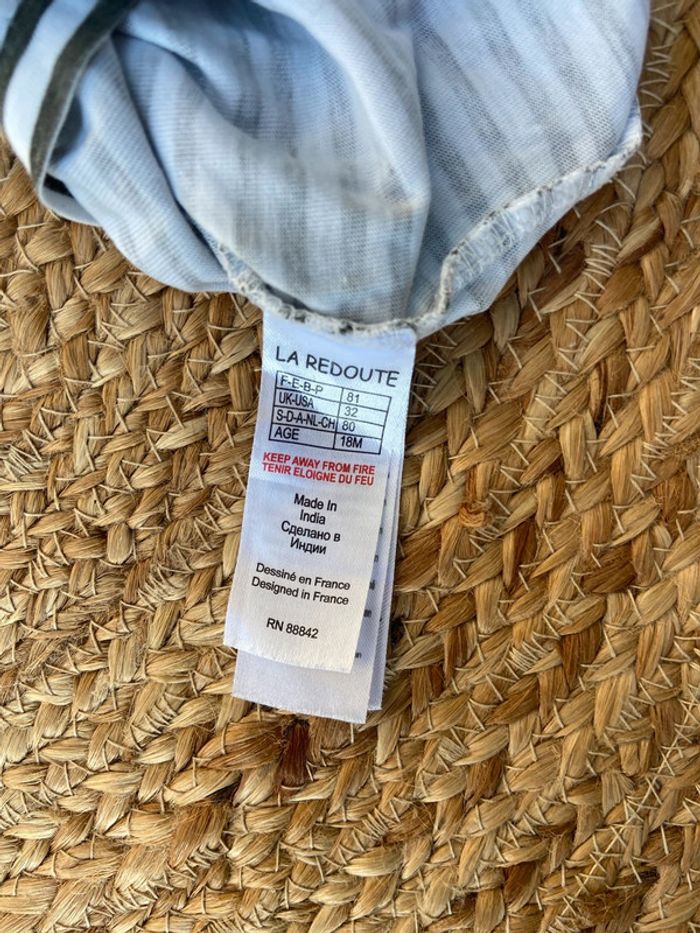 LA REDOUTE
F-E-B-P 81
UK-USA 32
S-D-A-NL-CH 80
AGE 18M
KEEP AWAY FROM FIRE
TENIR ELOIGNE DU FEU
Made In
India
Сделано в
Индии
Dessiné en France
Designed in France
RN 88842